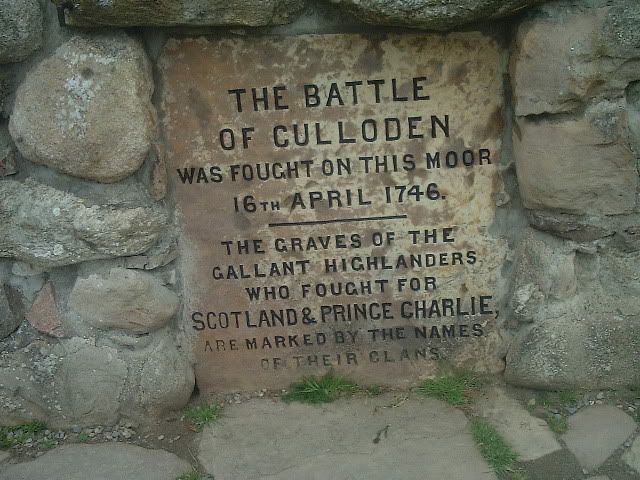 THE BATTLE
OF CULLODEN
WAS FOUGHT ON THIS MOOR
16TH APRIL 1746.
THE GRAVES OF THE
GALLANT HIGHLANDERS
WHO FOUGHT FOR
SCOTLAND & PRINCE CHARLIE,
ARE MARKED BY THE NAMES
OF THEIR CLANS.